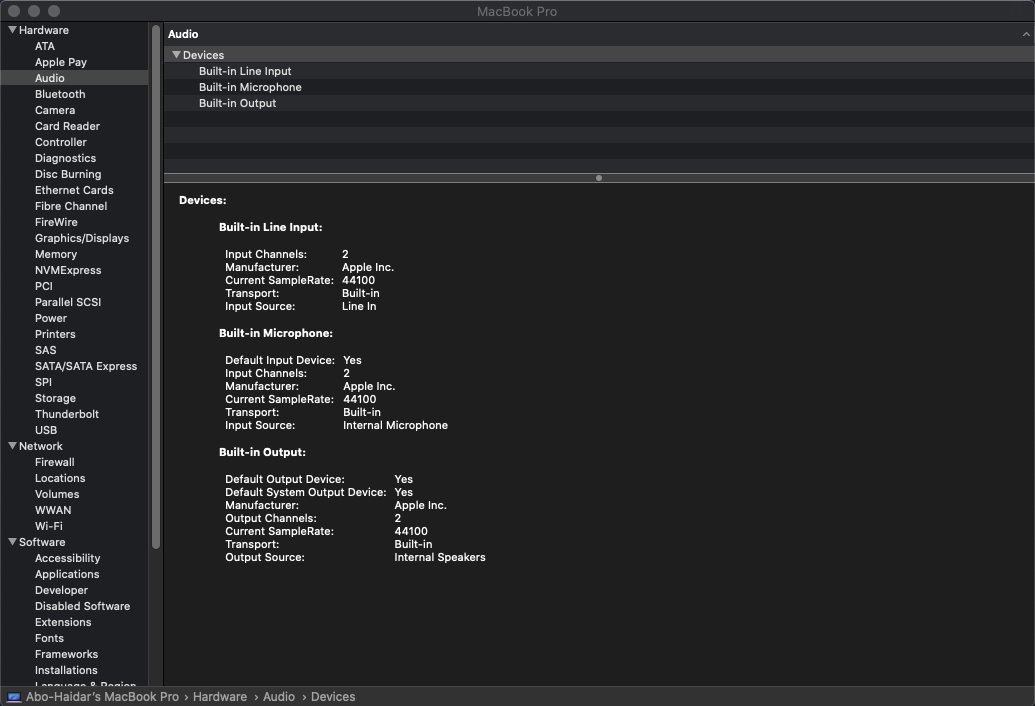 MacBook Pro
Hardware
ATA
Apple Pay
Audio
Bluetooth
Camera
Card Reader
Controller
Diagnostics
Disc Burning
Ethernet Cards
Fibre Channel
FireWire
Graphics/Displays
Memory
NVMExpress
PCI
Parallel SCSI
Power
Printers
SAS
SATA/SATA Express
SPI
Storage
Thunderbolt
USB
Network
Firewall
Locations
Volumes
WWAN
Wi-Fi
Software
Accessibility
Applications
Developer
Disabled Software
Extensions
Fonts
Frameworks
Installations
Language & Region
Audio
Devices
Built-in Line Input
Built-in Microphone
Built-in Output
Devices:
Built-in Line Input:
Input Channels: 2
Manufacturer: Apple Inc.
Current SampleRate: 44100
Transport: Built-in
Input Source: Line In
Built-in Microphone:
Default Input Device: Yes
Input Channels: 2
Manufacturer: Apple Inc.
Current SampleRate: 44100
Transport: Built-in
Input Source: Internal Microphone
Built-in Output:
Default Output Device: Yes
Default System Output Device: Yes
Manufacturer: Apple Inc.
Output Channels: 2
Current SampleRate: 44100
Transport: Built-in
Output Source: Internal Speakers
Abo-Haidar's MacBook Pro › Hardware › Audio › Devices